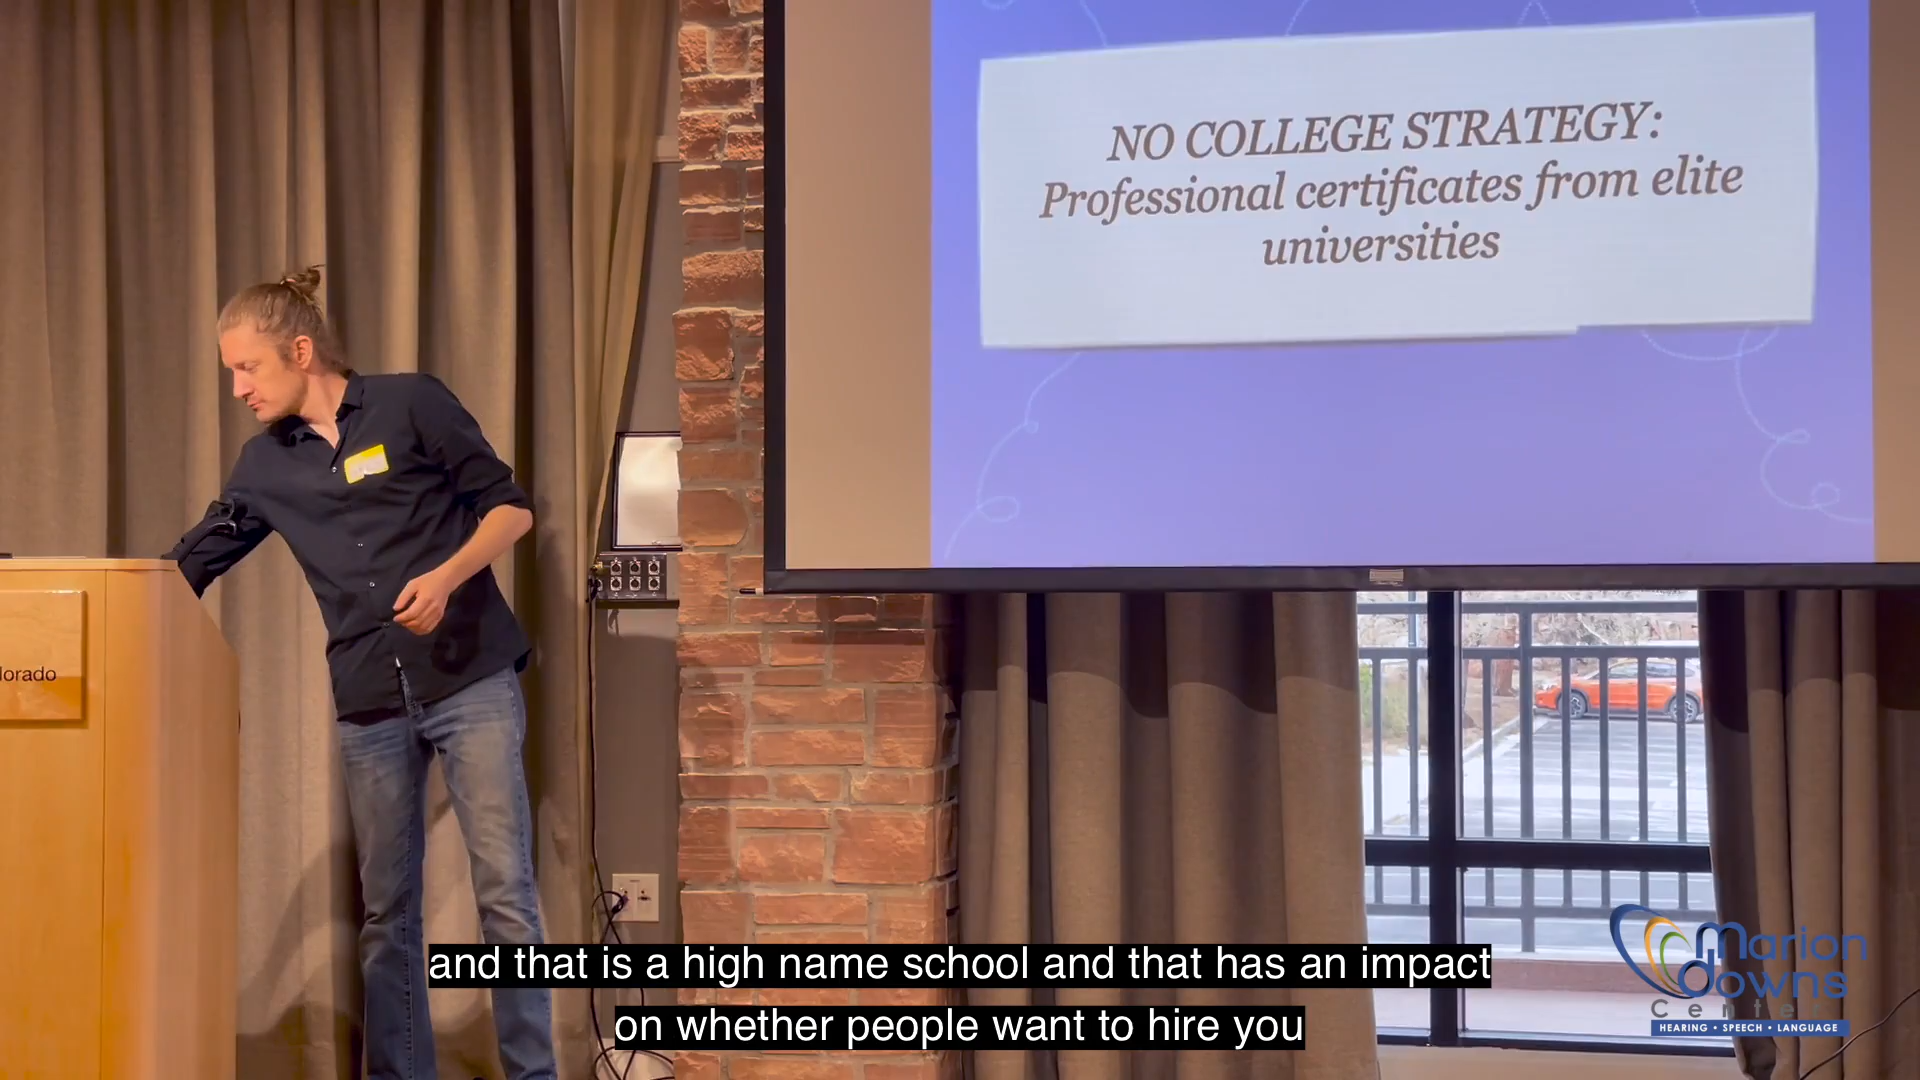 NO COLLEGE STRATEGY:
Professional certificates from elite
universities
lorado
and that is a high name school and that has an impact
on whether people want to hire you
Marion
downs
Center
HEARING • SPEECH • LANGUAGE